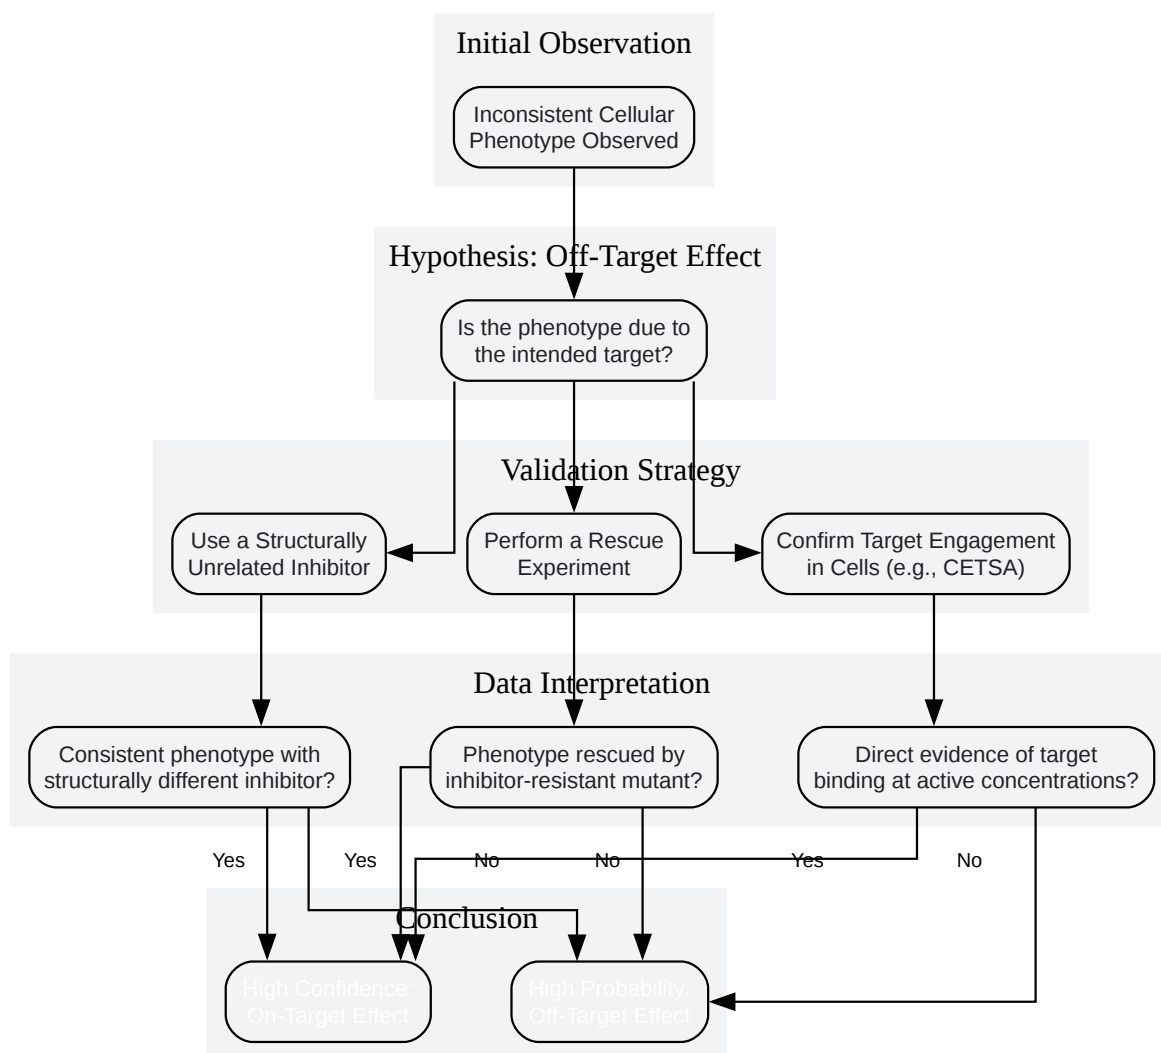 Initial Observation
Inconsistent Cellular
Phenotype Observed
Hypothesis: Off-Target Effect
Is the phenotype due to
the intended target?
Validation Strategy
Use a Structurally
Unrelated Inhibitor
Perform a Rescue
Experiment
Confirm Target Engagement
in Cells (e.g., CETSA)
Data Interpretation
Consistent phenotype with
structurally different inhibitor?
Phenotype rescued by
inhibitor-resistant mutant?
Direct evidence of target
binding at active concentrations?
Yes
Yes
No
No
Yes
No
Conclusion
High Confidence:
On-Target Effect
High Probability:
Off-Target Effect